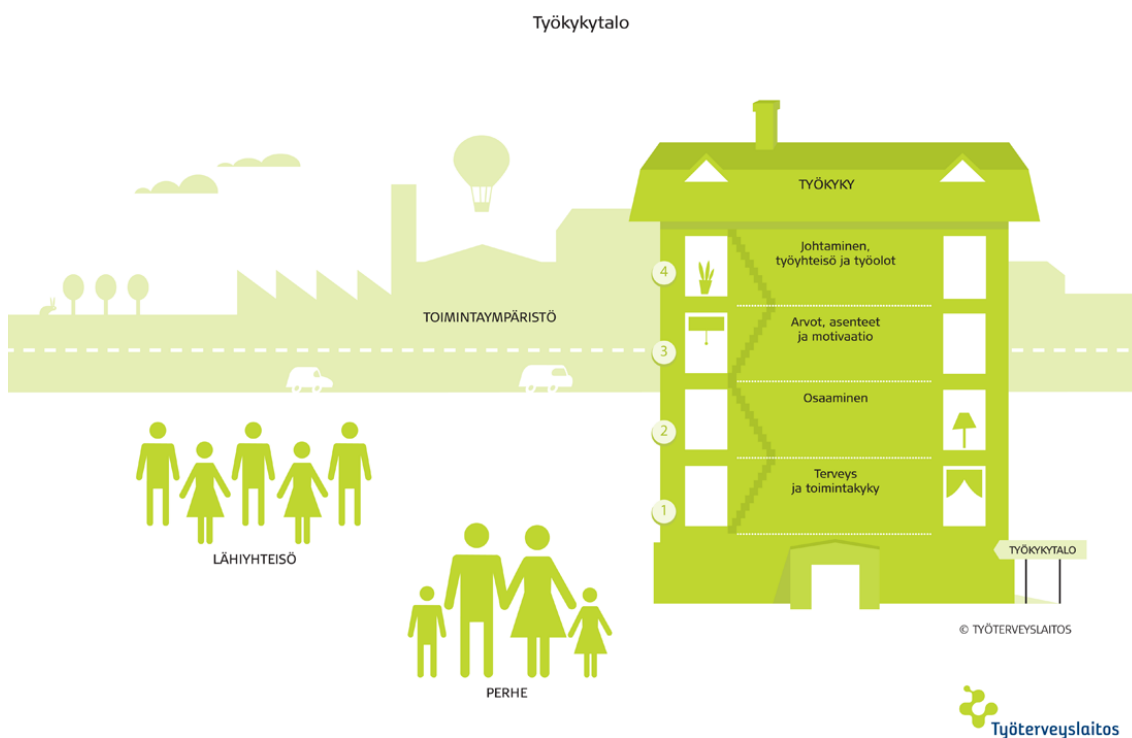 Työkykytalo
TYÖKYKY
4
Johtaminen,
työyhteisö ja työolot
TOIMINTAYMPÄRISTÖ
3
Arvot, asenteet
ja motivaatio
2
Osaaminen
1
Terveys
ja toimintakyky
LÄHIYHTEISÖ
TYÖKYKYTALO
PERHE
© TYÖTERVEYSLAITOS
Työterveyslaitos